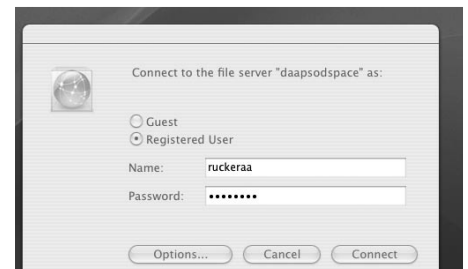 Connect to the file server "daapsodspace" as:
Guest
Registered User
Name: ruckeraa
Password: ••••••••
Options... Cancel Connect